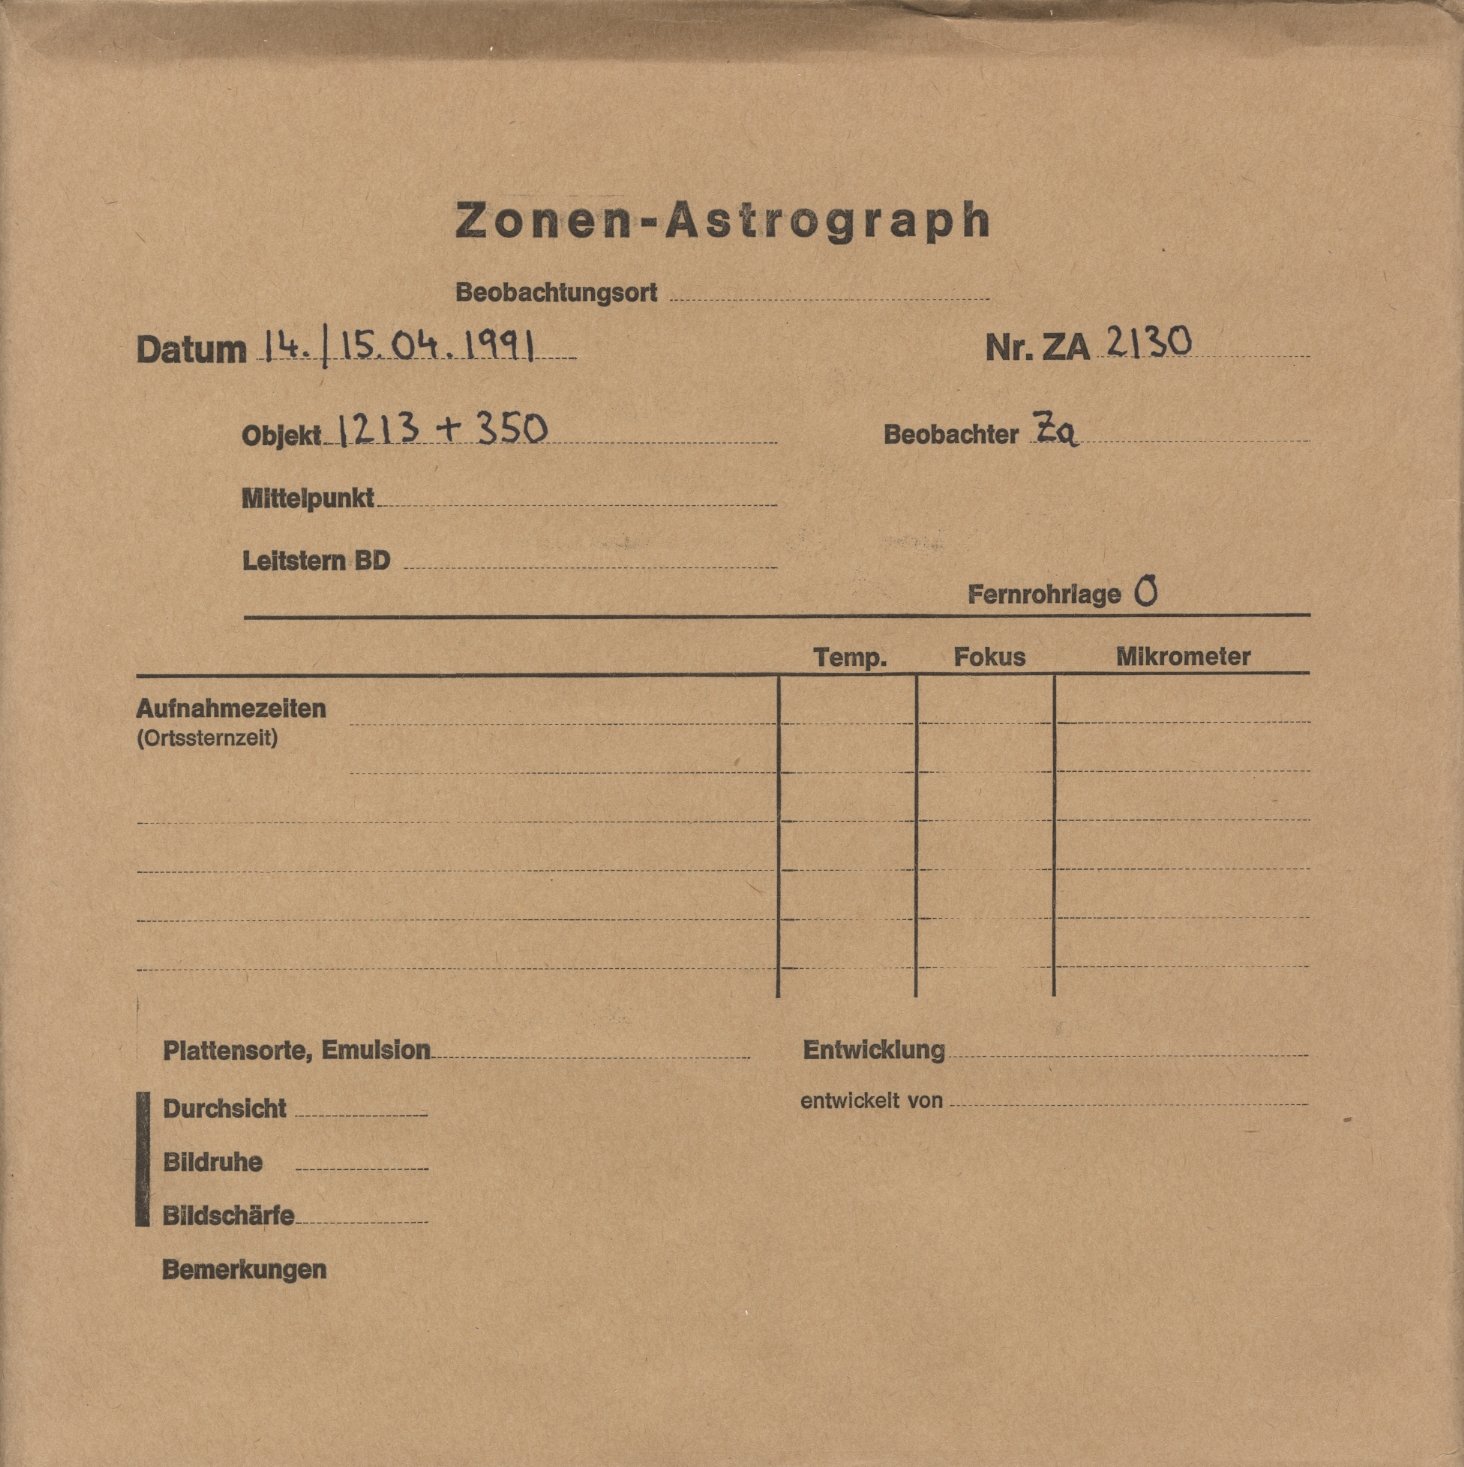 Zonen-Astrograph
Beobachtungsort
Datum 14./15.04.1991 Nr. ZA 2130
Objekt 1213 + 350 Beobachter Za
Mittelpunkt
Leitstern BD
Fernrohrlage O
Temp. Fokus Mikrometer
Aufnahmezeiten
(Ortssternzeit)
Plattensorte, Emulsion Entwicklung
Durchsicht entwickelt von
Bildruhe
Bildschärfe
Bemerkungen